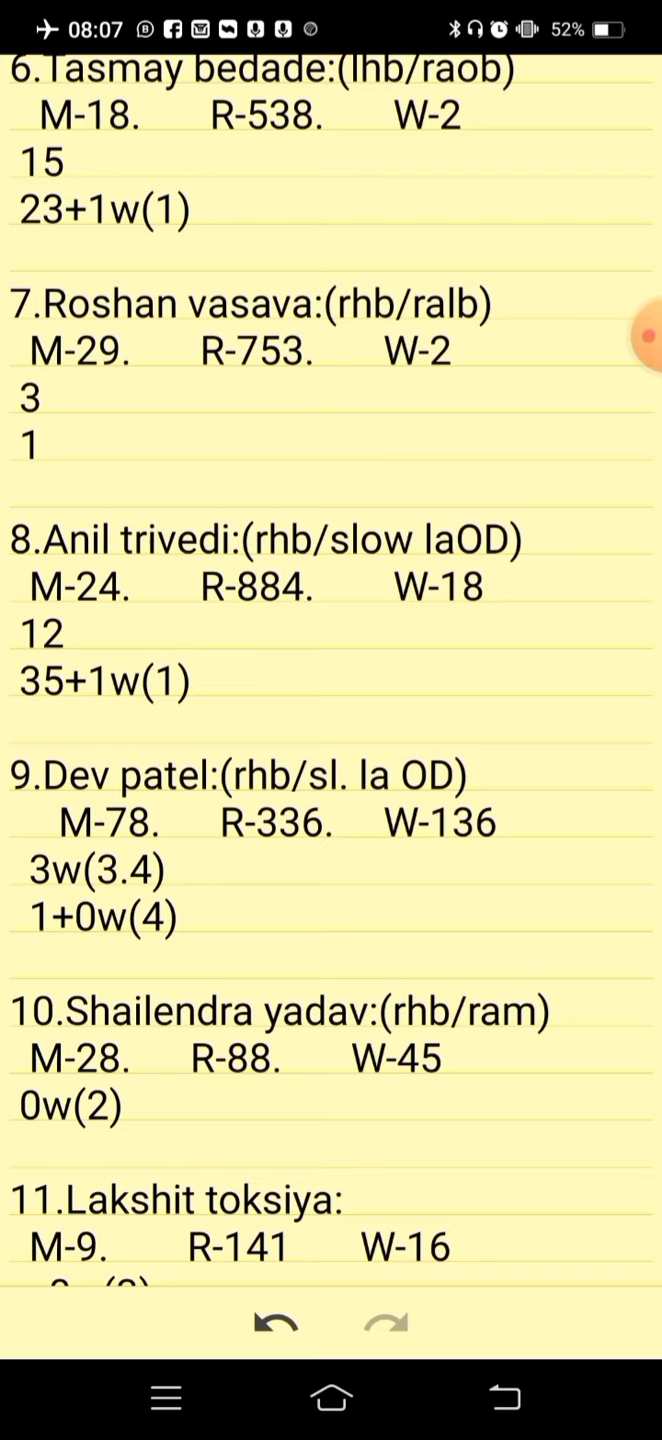 08:07 52%
6.Tasmay bedade:(lhb/raob)
M-18. R-538. W-2
15
23+1w(1)
7.Roshan vasava:(rhb/ralb)
M-29. R-753. W-2
3
1
8.Anil trivedi:(rhb/slow laOD)
M-24. R-884. W-18
12
35+1w(1)
9.Dev patel:(rhb/sl. la OD)
M-78. R-336. W-136
3w(3.4)
1+0w(4)
10.Shailendra yadav:(rhb/ram)
M-28. R-88. W-45
0w(2)
11.Lakshit toksiya:
M-9. R-141 W-16